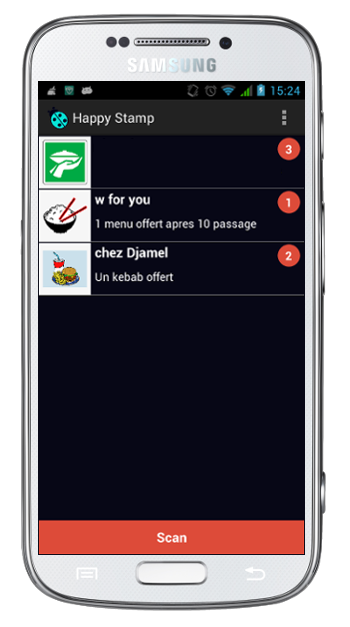 SAMSUNG
15:24
Happy Stamp
3
w for you
1
1 menu offert apres 10 passage
chez Djamel
2
Un kebab offert
Scan